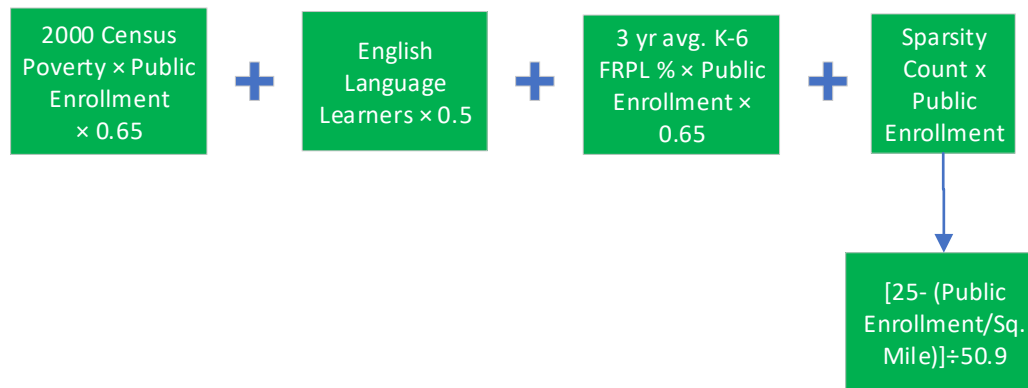 2000 Census
Poverty × Public
Enrollment
× 0.65
English
Language
Learners × 0.5
3 yr avg. K-6
FRPL % × Public
Enrollment ×
0.65
Sparsity
Count x
Public
Enrollment
[25- (Public
Enrollment/Sq.
Mile)]÷50.9